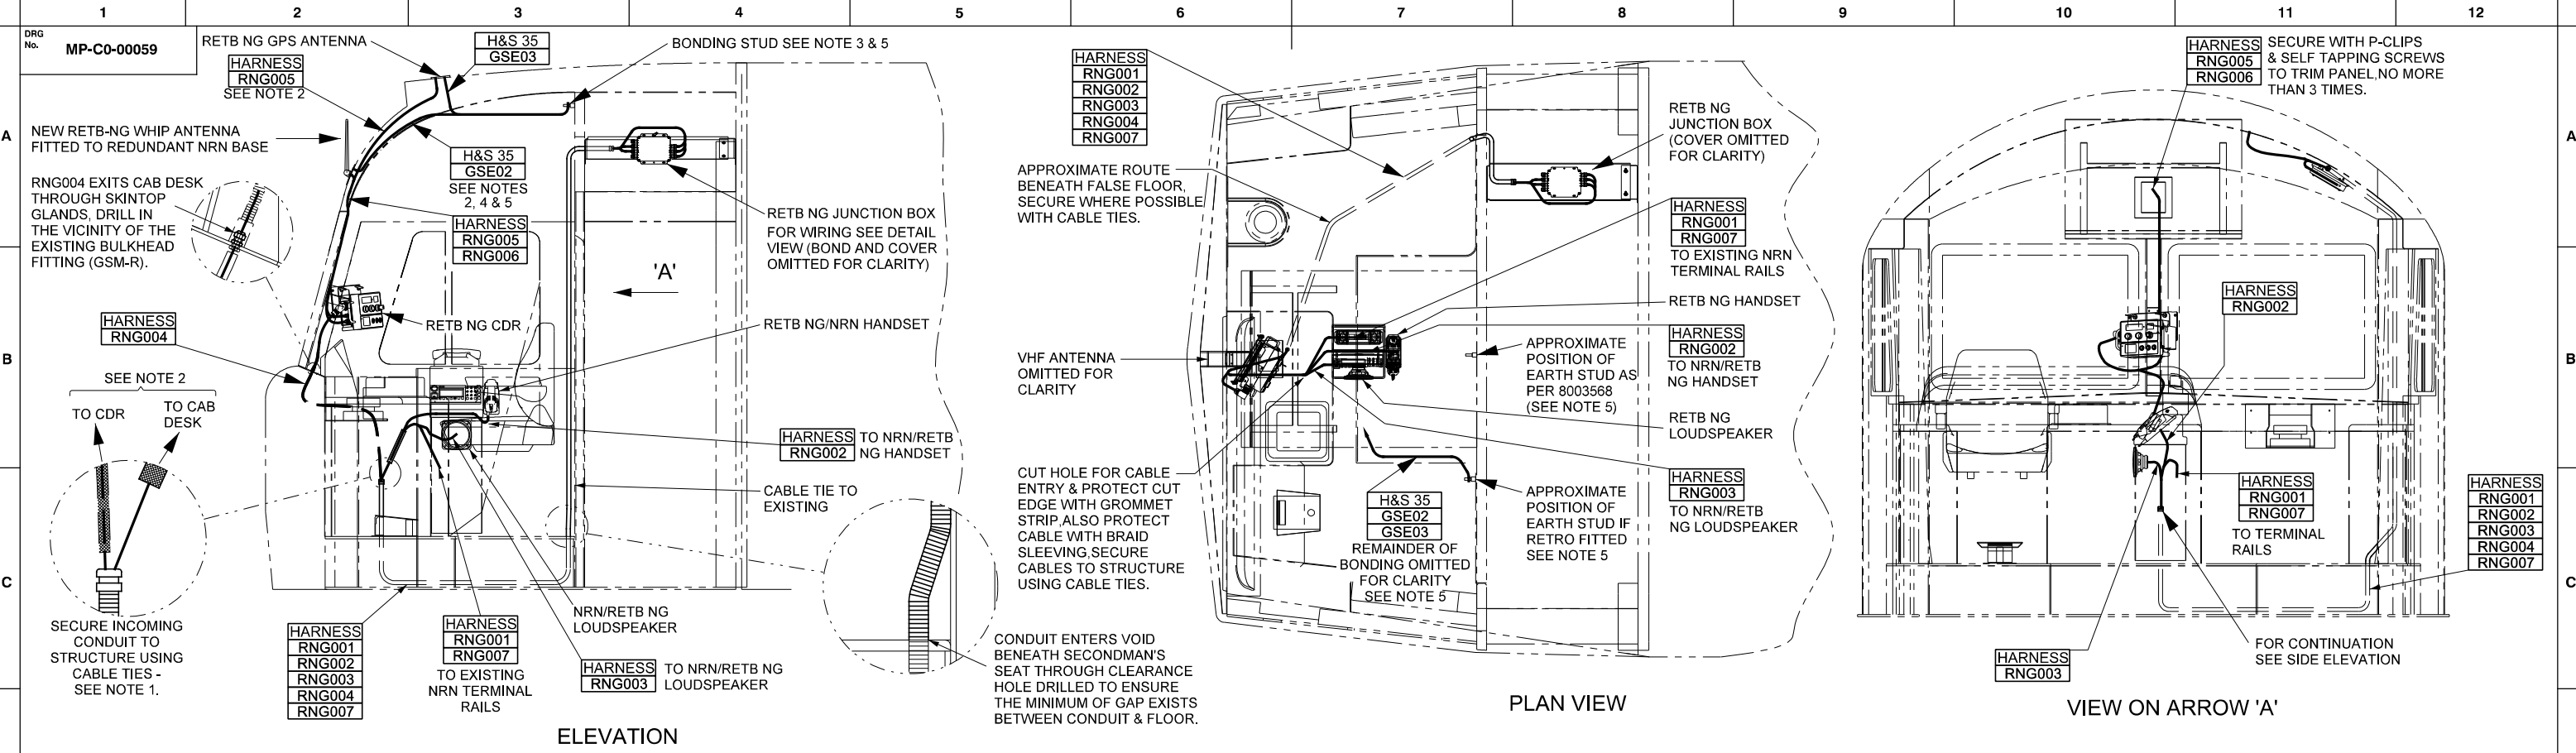 1 2 3 4 5 6 7 8 9 10 11 12
DRG
No.
MP-C0-00059
A
B
C
RETB NG GPS ANTENNA
HARNESS
RNG005
SEE NOTE 2
H&S 35
GSE03
BONDING STUD SEE NOTE 3 & 5
NEW RETB-NG WHIP ANTENNA
FITTED TO REDUNDANT NRN BASE
H&S 35
GSE02
SEE NOTES
2, 4 & 5
RNG004 EXITS CAB DESK
THROUGH SKINTOP
GLANDS, DRILL IN
THE VICINITY OF THE
EXISTING BULKHEAD
FITTING (GSM-R).
HARNESS
RNG005
RNG006
RETB NG JUNCTION BOX
FOR WIRING SEE DETAIL
VIEW (BOND AND COVER
OMITTED FOR CLARITY)
'A'
HARNESS
RNG004
RETB NG CDR
RETB NG/NRN HANDSET
SEE NOTE 2
TO CDR
TO CAB
DESK
HARNESS
RNG002
TO NRN/RETB
NG HANDSET
CABLE TIE TO
EXISTING
SECURE INCOMING
CONDUIT TO
STRUCTURE USING
CABLE TIES -
SEE NOTE 1.
HARNESS
RNG001
RNG002
RNG003
RNG004
RNG007
HARNESS
RNG001
RNG007
TO EXISTING
NRN TERMINAL
RAILS
NRN/RETB NG
LOUDSPEAKER
HARNESS
RNG003
TO NRN/RETB NG
LOUDSPEAKER
CONDUIT ENTERS VOID
BENEATH SECONDMAN'S
SEAT THROUGH CLEARANCE
HOLE DRILLED TO ENSURE
THE MINIMUM OF GAP EXISTS
BETWEEN CONDUIT & FLOOR.
ELEVATION
HARNESS
RNG001
RNG002
RNG003
RNG004
RNG007
APPROXIMATE ROUTE
BENEATH FALSE FLOOR,
SECURE WHERE POSSIBLE
WITH CABLE TIES.
RETB NG
JUNCTION BOX
(COVER OMITTED
FOR CLARITY)
HARNESS
RNG001
RNG007
TO EXISTING NRN
TERMINAL RAILS
RETB NG HANDSET
HARNESS
RNG002
TO NRN/RETB
NG HANDSET
VHF ANTENNA
OMITTED FOR
CLARITY
APPROXIMATE
POSITION OF
EARTH STUD AS
PER 8003568
(SEE NOTE 5)
RETB NG
LOUDSPEAKER
CUT HOLE FOR CABLE
ENTRY & PROTECT CUT
EDGE WITH GROMMET
STRIP,ALSO PROTECT
CABLE WITH BRAID
SLEEVING,SECURE
CABLES TO STRUCTURE
USING CABLE TIES.
H&S 35
GSE02
GSE03
REMAINDER OF
BONDING OMITTED
FOR CLARITY
SEE NOTE 5
APPROXIMATE
POSITION OF
EARTH STUD IF
RETRO FITTED
SEE NOTE 5
HARNESS
RNG003
TO NRN/RETB
NG LOUDSPEAKER
PLAN VIEW
HARNESS
RNG005
RNG006
SECURE WITH P-CLIPS
& SELF TAPPING SCREWS
TO TRIM PANEL,NO MORE
THAN 3 TIMES.
HARNESS
RNG002
HARNESS
RNG001
RNG007
TO TERMINAL
RAILS
HARNESS
RNG001
RNG002
RNG003
RNG004
RNG007
HARNESS
RNG003
FOR CONTINUATION
SEE SIDE ELEVATION
VIEW ON ARROW 'A'
A
B
C